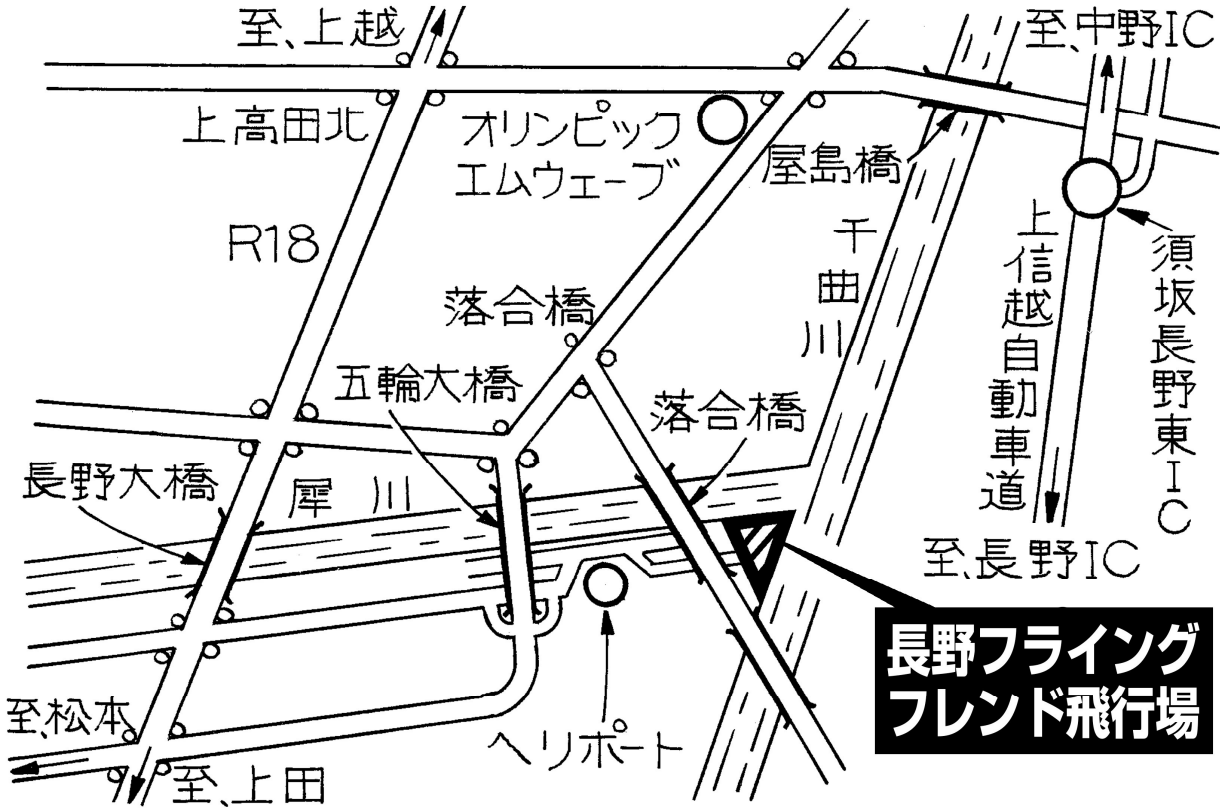 至、上越
至、中野IC
上高田北
オリンピック
エムウェーブ
屋島橋
R18
千曲川
上信越自動車道
須坂長野東IC
落合橋
五輪大橋
落合橋
長野大橋
犀川
至、長野IC
長野フライング
フレンド飛行場
至、松本
ヘリポート
至、上田